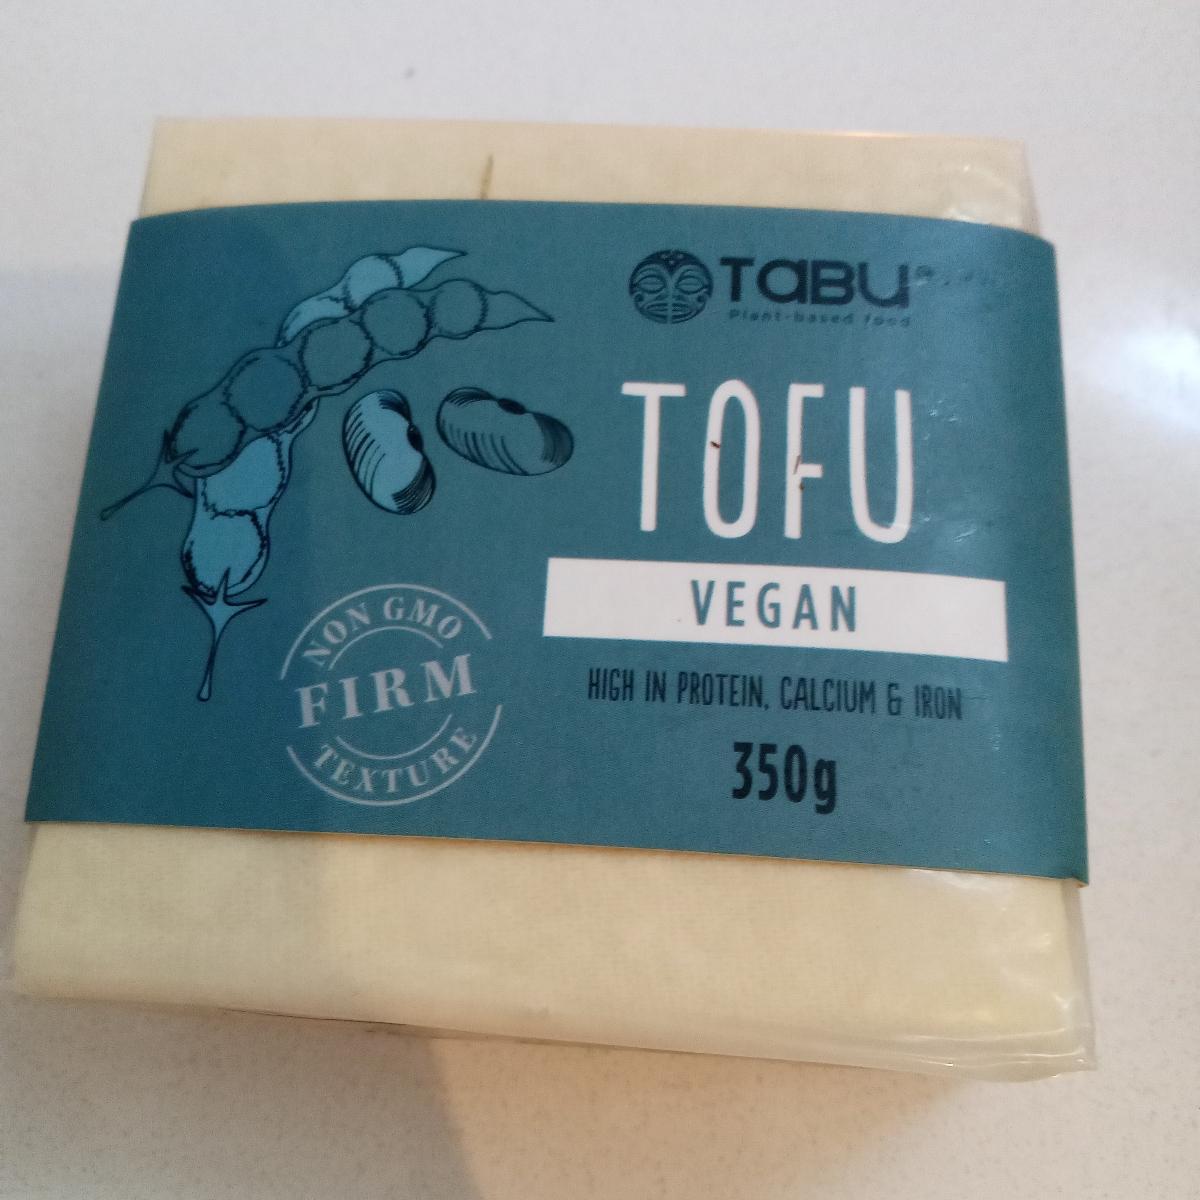 TABU®
Plant-based food
TOFU
VEGAN
HIGH IN PROTEIN, CALCIUM & IRON
350g
NON GMO
FIRM
TEXTURE